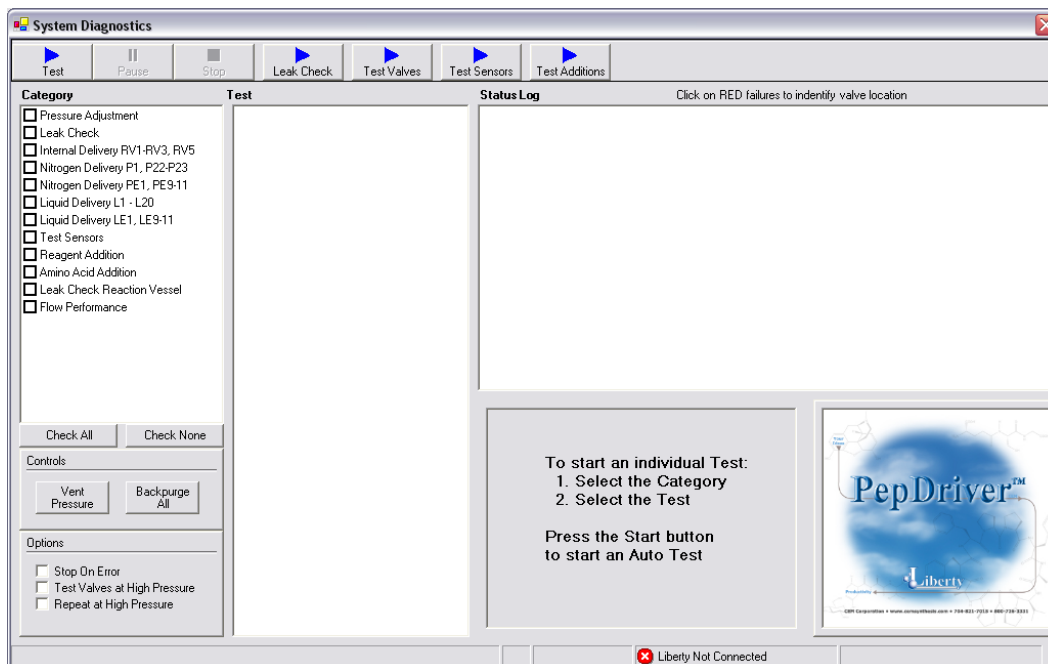 System Diagnostics
Test
Pause
Stop
Leak Check
Test Valves
Test Sensors
Test Additions
Category
Test
Status Log
Click on RED failures to indentify valve location
Pressure Adjustment
Leak Check
Internal Delivery RV1-RV3, RV5
Nitrogen Delivery P1, P22-P23
Nitrogen Delivery PE1, PE9-11
Liquid Delivery L1 - L20
Liquid Delivery LE1, LE9-11
Test Sensors
Reagent Addition
Amino Acid Addition
Leak Check Reaction Vessel
Flow Performance
Check All
Check None
Controls
Vent
Pressure
Backpurge
All
Options
Stop On Error
Test Valves at High Pressure
Repeat at High Pressure
To start an individual Test:
1. Select the Category
2. Select the Test
Press the Start button
to start an Auto Test
PepDriver™
Liberty
Productivity
CEM Corporation •
Liberty Not Connected